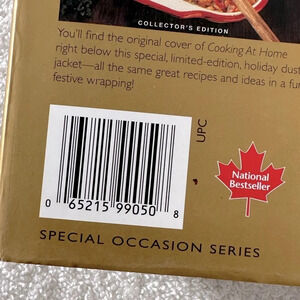 COLLECTOR'S EDITION
You'll find the original cover of Cooking At Home
right below this special, limited-edition, holiday dust
jacket—all the same great recipes and ideas in a fun
festive wrapping!
UPC
National
Bestseller
0 65215 99050 8
SPECIAL OCCASION SERIES